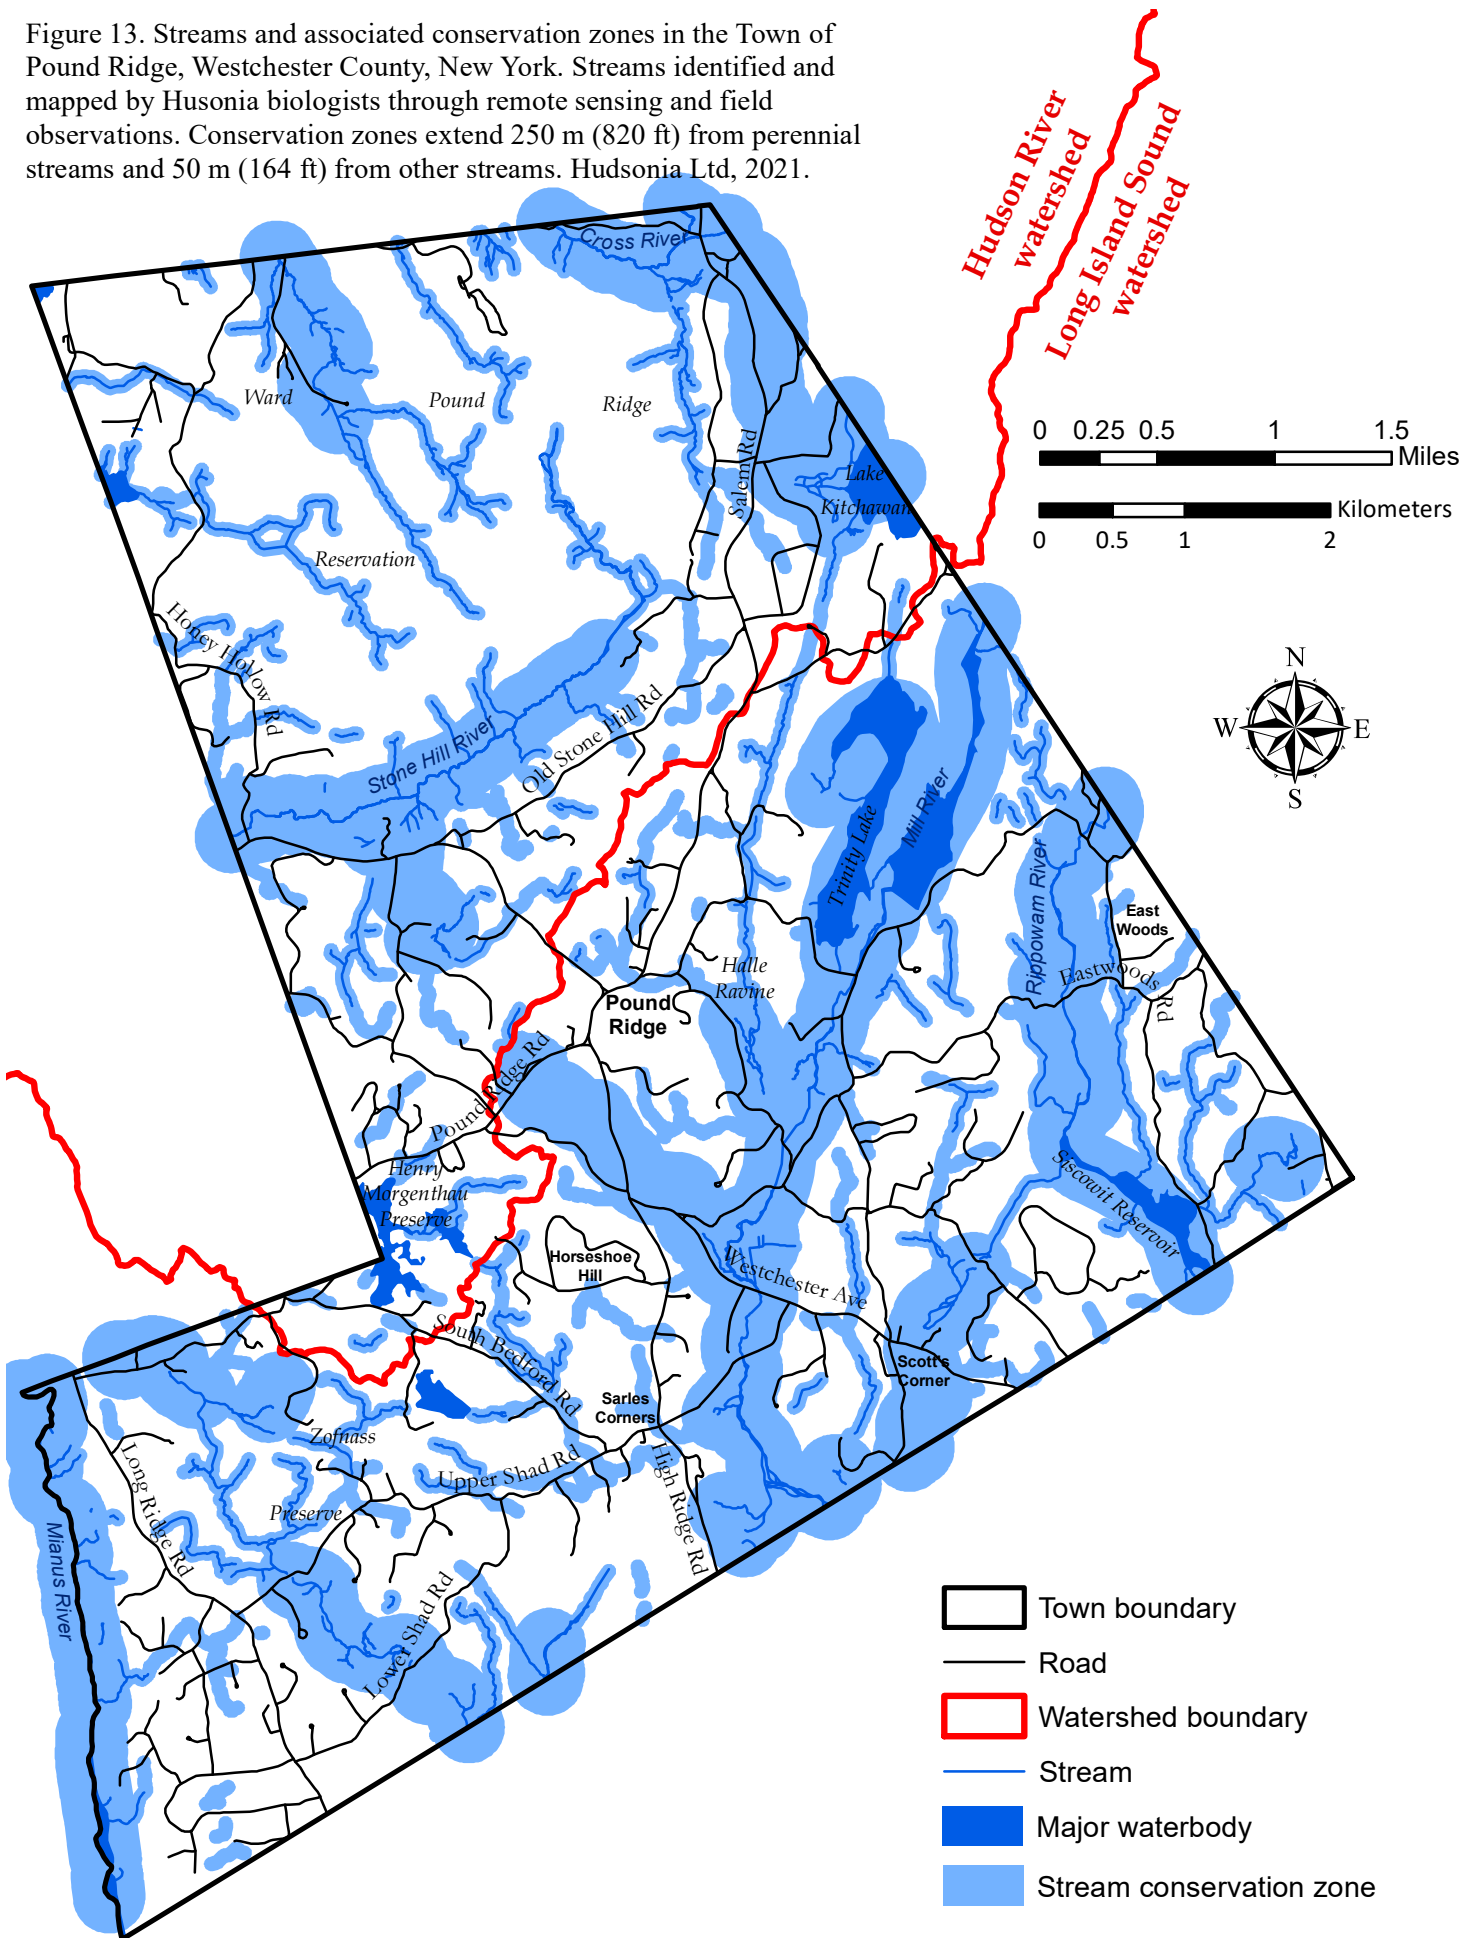 Figure 13. Streams and associated conservation zones in the Town of
Pound Ridge, Westchester County, New York. Streams identified and
mapped by Husonia biologists through remote sensing and field
observations. Conservation zones extend 250 m (820 ft) from perennial
streams and 50 m (164 ft) from other streams. Hudsonia Ltd, 2021.
Hudson River
watershed
Long Island Sound
watershed
Cross River
Ward
Pound
Ridge
Reservation
Salem Rd
Lake
Kitchawan
0 0.25 0.5 1 1.5
Miles
Kilometers
0 0.5 1 2
N
W
E
S
Honey Hollow Rd
Stone Hill River
Old Stone Hill Rd
Trinity Lake
Mill River
Rippowam River
East
Woods
Eastwoods Rd
Halle
Ravine
Pound
Ridge
Pound Ridge Rd
Henry
Morgenthau
Preserve
Siscowit Reservoir
Horseshoe
Hill
Westchester Ave
South Bedford Rd
Scott's
Corner
Sarles
Corners
Zofnass
Preserve
Upper Shad Rd
High Ridge Rd
Long Ridge Rd
Mianus River
Lower Shad Rd
Town boundary
Road
Watershed boundary
Stream
Major waterbody
Stream conservation zone